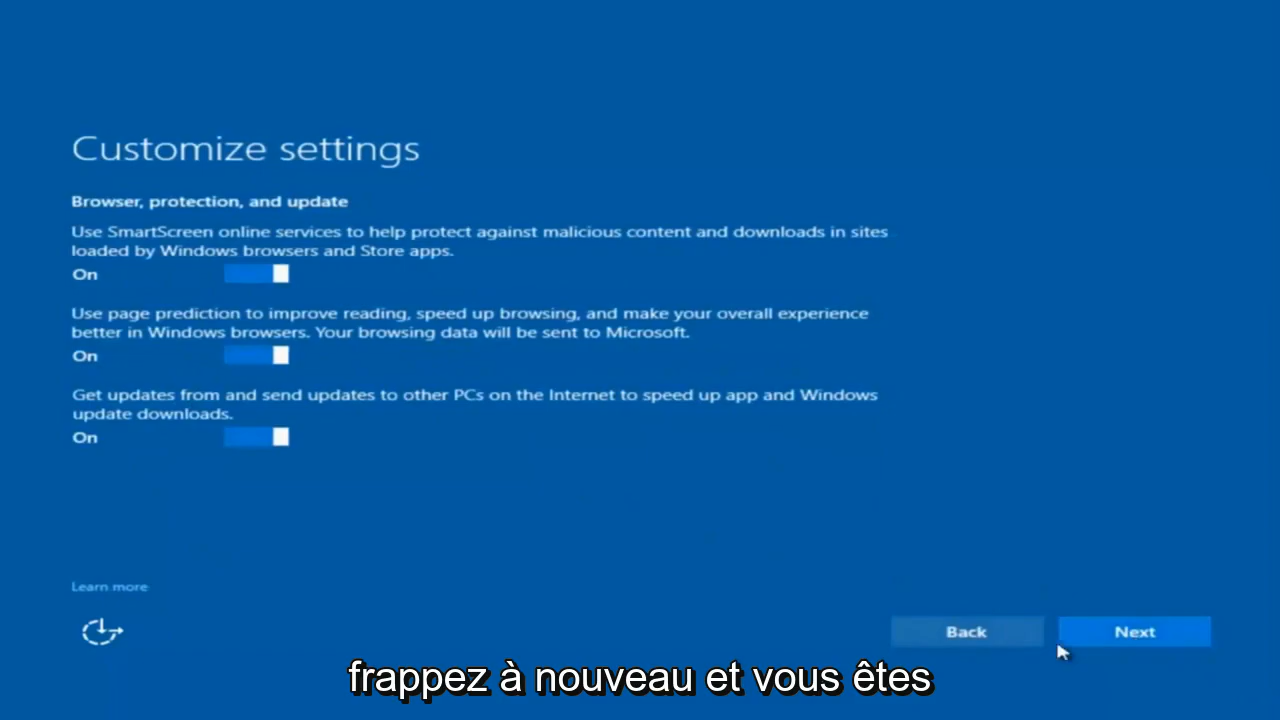 Customize settings
Browser, protection, and update
Use SmartScreen online services to help protect against malicious content and downloads in sites
loaded by Windows browsers and Store apps.
On
Use page prediction to improve reading, speed up browsing, and make your overall experience
better in Windows browsers. Your browsing data will be sent to Microsoft.
On
Get updates from and send updates to other PCs on the Internet to speed up app and Windows
update downloads.
On
Learn more
Back
Next
frappez à nouveau et vous êtes